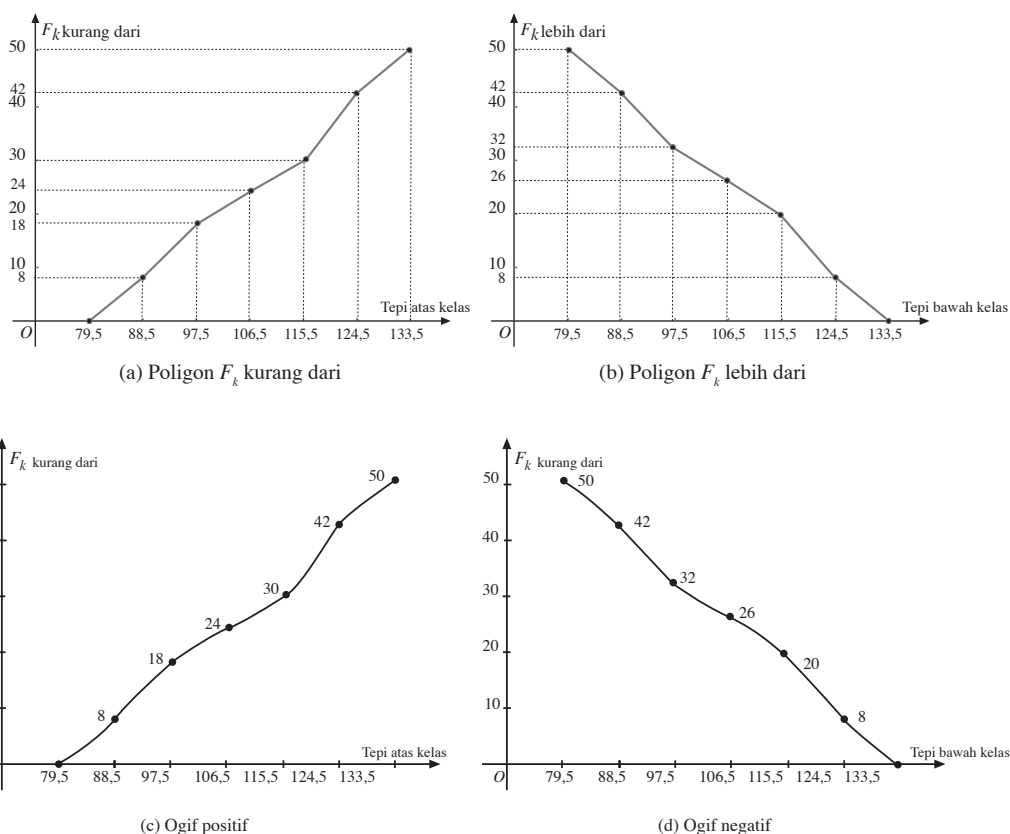 F_k kurang dari
50
42
40
30
24
20
18
10
8
O
79,5 88,5 97,5 106,5 115,5 124,5 133,5
Tepi atas kelas
(a) Poligon F_k kurang dari
F_k lebih dari
50
42
40
32
30
26
20
10
8
O
79,5 88,5 97,5 106,5 115,5 124,5 133,5
Tepi bawah kelas
(b) Poligon F_k lebih dari
F_k kurang dari
50
42
30
24
18
8
Tepi atas kelas
79,5 88,5 97,5 106,5 115,5 124,5 133,5
(c) Ogif positif
F_k kurang dari
50
40
30
20
10
O
50
42
32
26
20
8
Tepi bawah kelas
79,5 88,5 97,5 106,5 115,5 124,5 133,5
(d) Ogif negatif